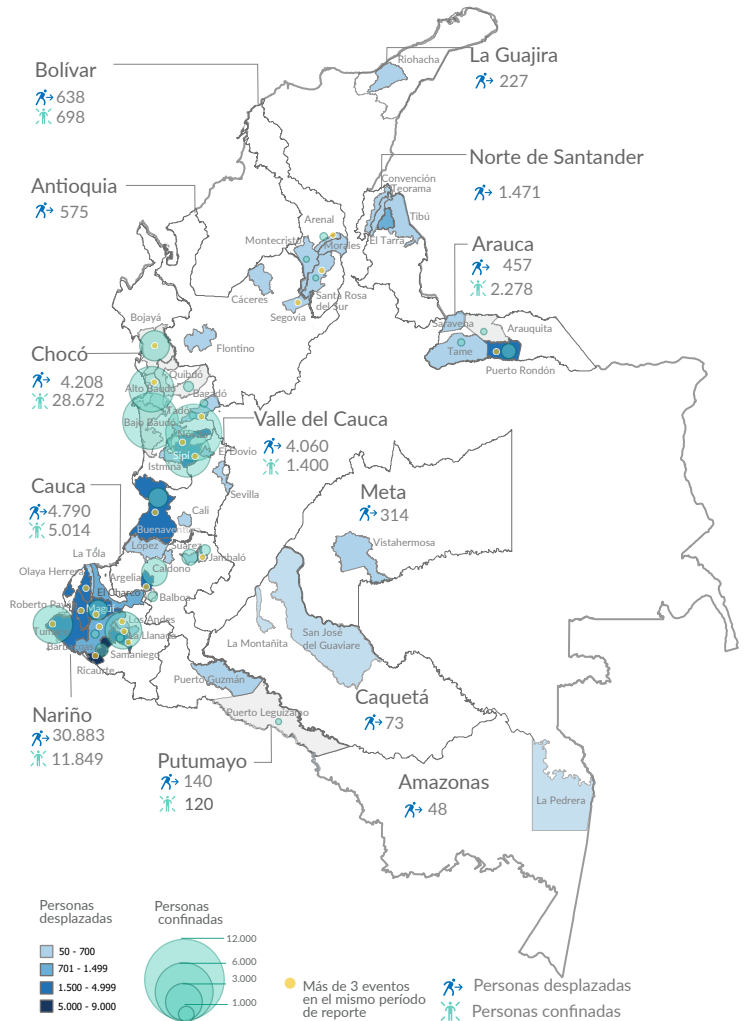 Riohacha
La Guajira
227
Bolívar
638
698
Norte de Santander
1.471
Convención
Teorama
Tibú
El Tarra
Antioquia
575
Arenal
Montecristo
Morales
Cáceres
Santa Rosa
del Sur
Segovia
Arauca
457
2.278
Saravena
Arauquita
Tame
Puerto Rondón
Bojayá
Flontino
Chocó
4.208
28.672
Quibdó
Alto Baudó
Bagadó
Tadó
Bajo Baudó
Sipí
Istmina
El Dovio
Valle del Cauca
4.060
1.400
Sevilla
Cali
Buenaventura
Cauca
4.790
5.014
López
Suárez
Jambaló
Caldono
La Tola
Olaya Herrera
Argelia
El Charco
Balboa
Roberto Payá
Magüí
Los Andes
Tumaco
La Llanada
Barbacoas
Samaniego
Ricaurte
Meta
314
Vistahermosa
La Montañita
San José
del Guaviare
Nariño
30.883
11.849
Puerto Guzmán
Puerto Leguízamo
Caquetá
73
Putumayo
140
120
Amazonas
48
La Pedrera
Personas
desplazadas
50 - 700
701 - 1.499
1.500 - 4.999
5.000 - 9.000
Personas
confinadas
12.000
6.000
3.000
1.000
Más de 3 eventos
en el mismo período
de reporte
Personas desplazadas
Personas confinadas